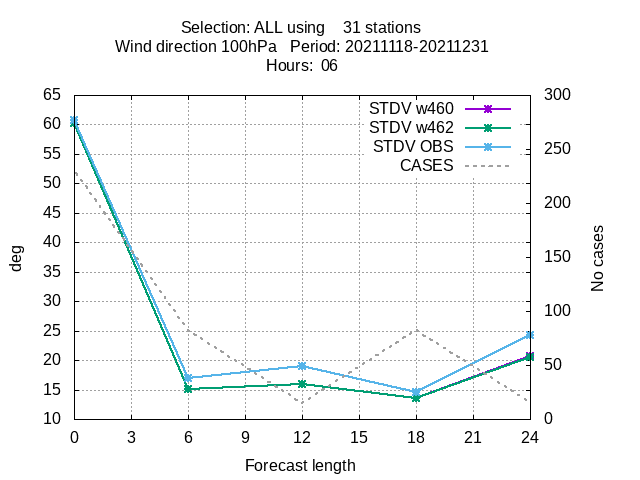 Selection: ALL using 31 stations
Wind direction 100hPa Period: 20211118-20211231
Hours: 06
65 300
STDV w460
60 STDV w462
55 250
STDV OBS
50 CASES
200
45
40
deg No cases
35 150
30
25 100
20
50
15
10 0
0 3 6 9 12 15 18 21 24
Forecast length